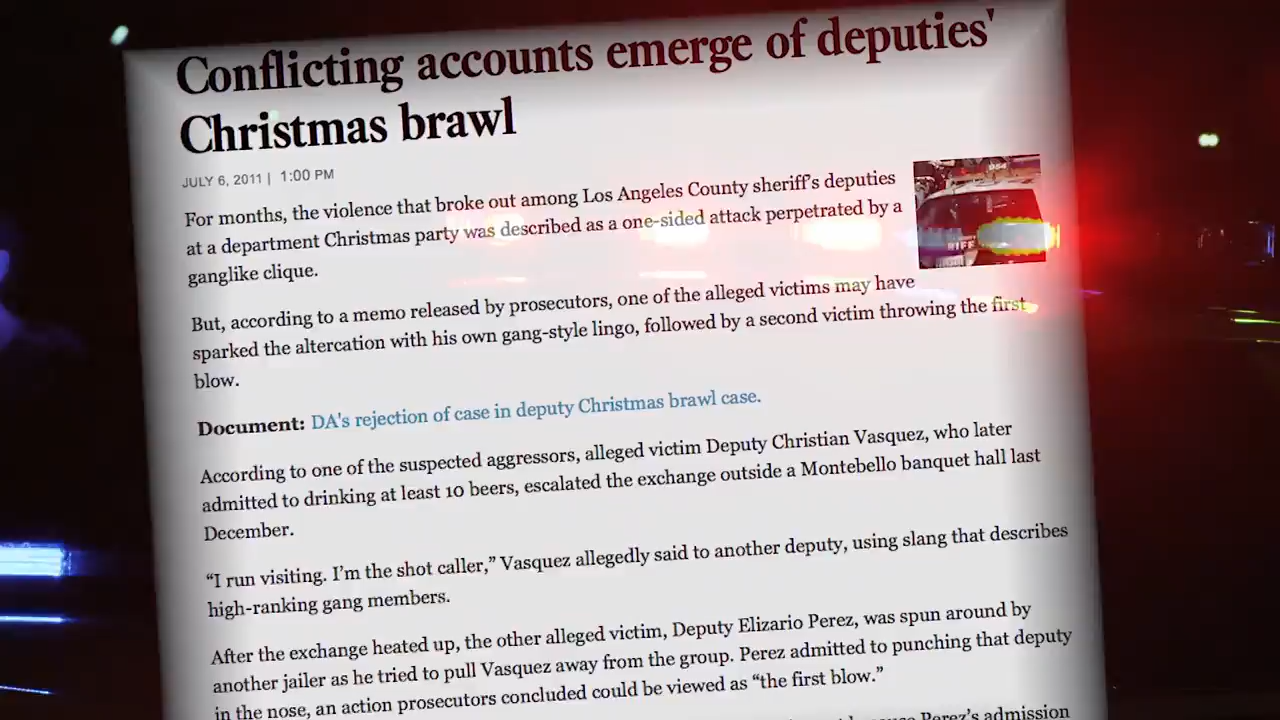 Conflicting accounts emerge of deputies'
Christmas brawl
JULY 6, 2011 | 1:00 PM
For months, the violence that broke out among Los Angeles County sheriff's deputies
at a department Christmas party was described as a one-sided attack perpetrated by a
ganglike clique.
But, according to a memo released by prosecutors, one of the alleged victims may have
sparked the altercation with his own gang-style lingo, followed by a second victim throwing the first
blow.
Document: DA's rejection of case in deputy Christmas brawl case.
According to one of the suspected aggressors, alleged victim Deputy Christian Vasquez, who later
admitted to drinking at least 10 beers, escalated the exchange outside a Montebello banquet hall last
December.
“I run visiting. I’m the shot caller,” Vasquez allegedly said to another deputy, using slang that describes
high-ranking gang members.
After the exchange heated up, the other alleged victim, Deputy Elizario Perez, was spun around by
another jailer as he tried to pull Vasquez away from the group. Perez admitted to punching that deputy
in the nose, an action prosecutors concluded could be viewed as “the first blow.”
Perez’s admission